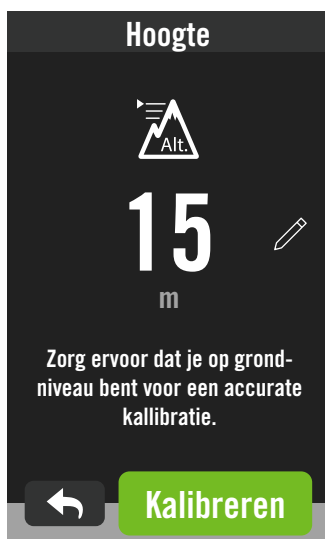 Hoogte
Alt.
15
m
Zorg ervoor dat je op grond-
niveau bent voor een accurate
kallibratie.
Kalibreren